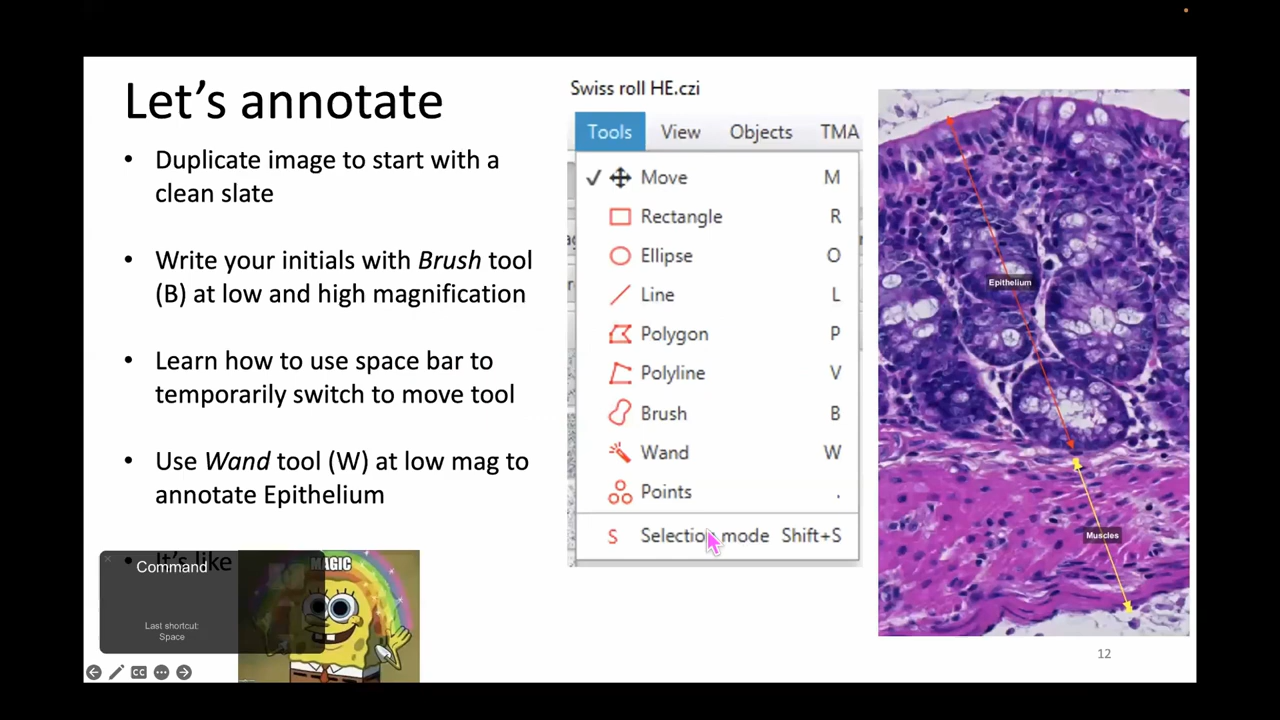 Let's annotate
• Duplicate image to start with a
clean slate
• Write your initials with Brush tool
(B) at low and high magnification
• Learn how to use space bar to
temporarily switch to move tool
• Use Wand tool (W) at low mag to
annotate Epithelium
• It's like
MAGIC
Command
Last shortcut:
Space
Swiss roll HE.czi
Tools View Objects TMA
Move M
Rectangle R
Ellipse O
Line L
Polygon P
Polyline V
Brush B
Wand W
Points .
S Selection mode Shift+S
Epithelium
Muscles
CC
12